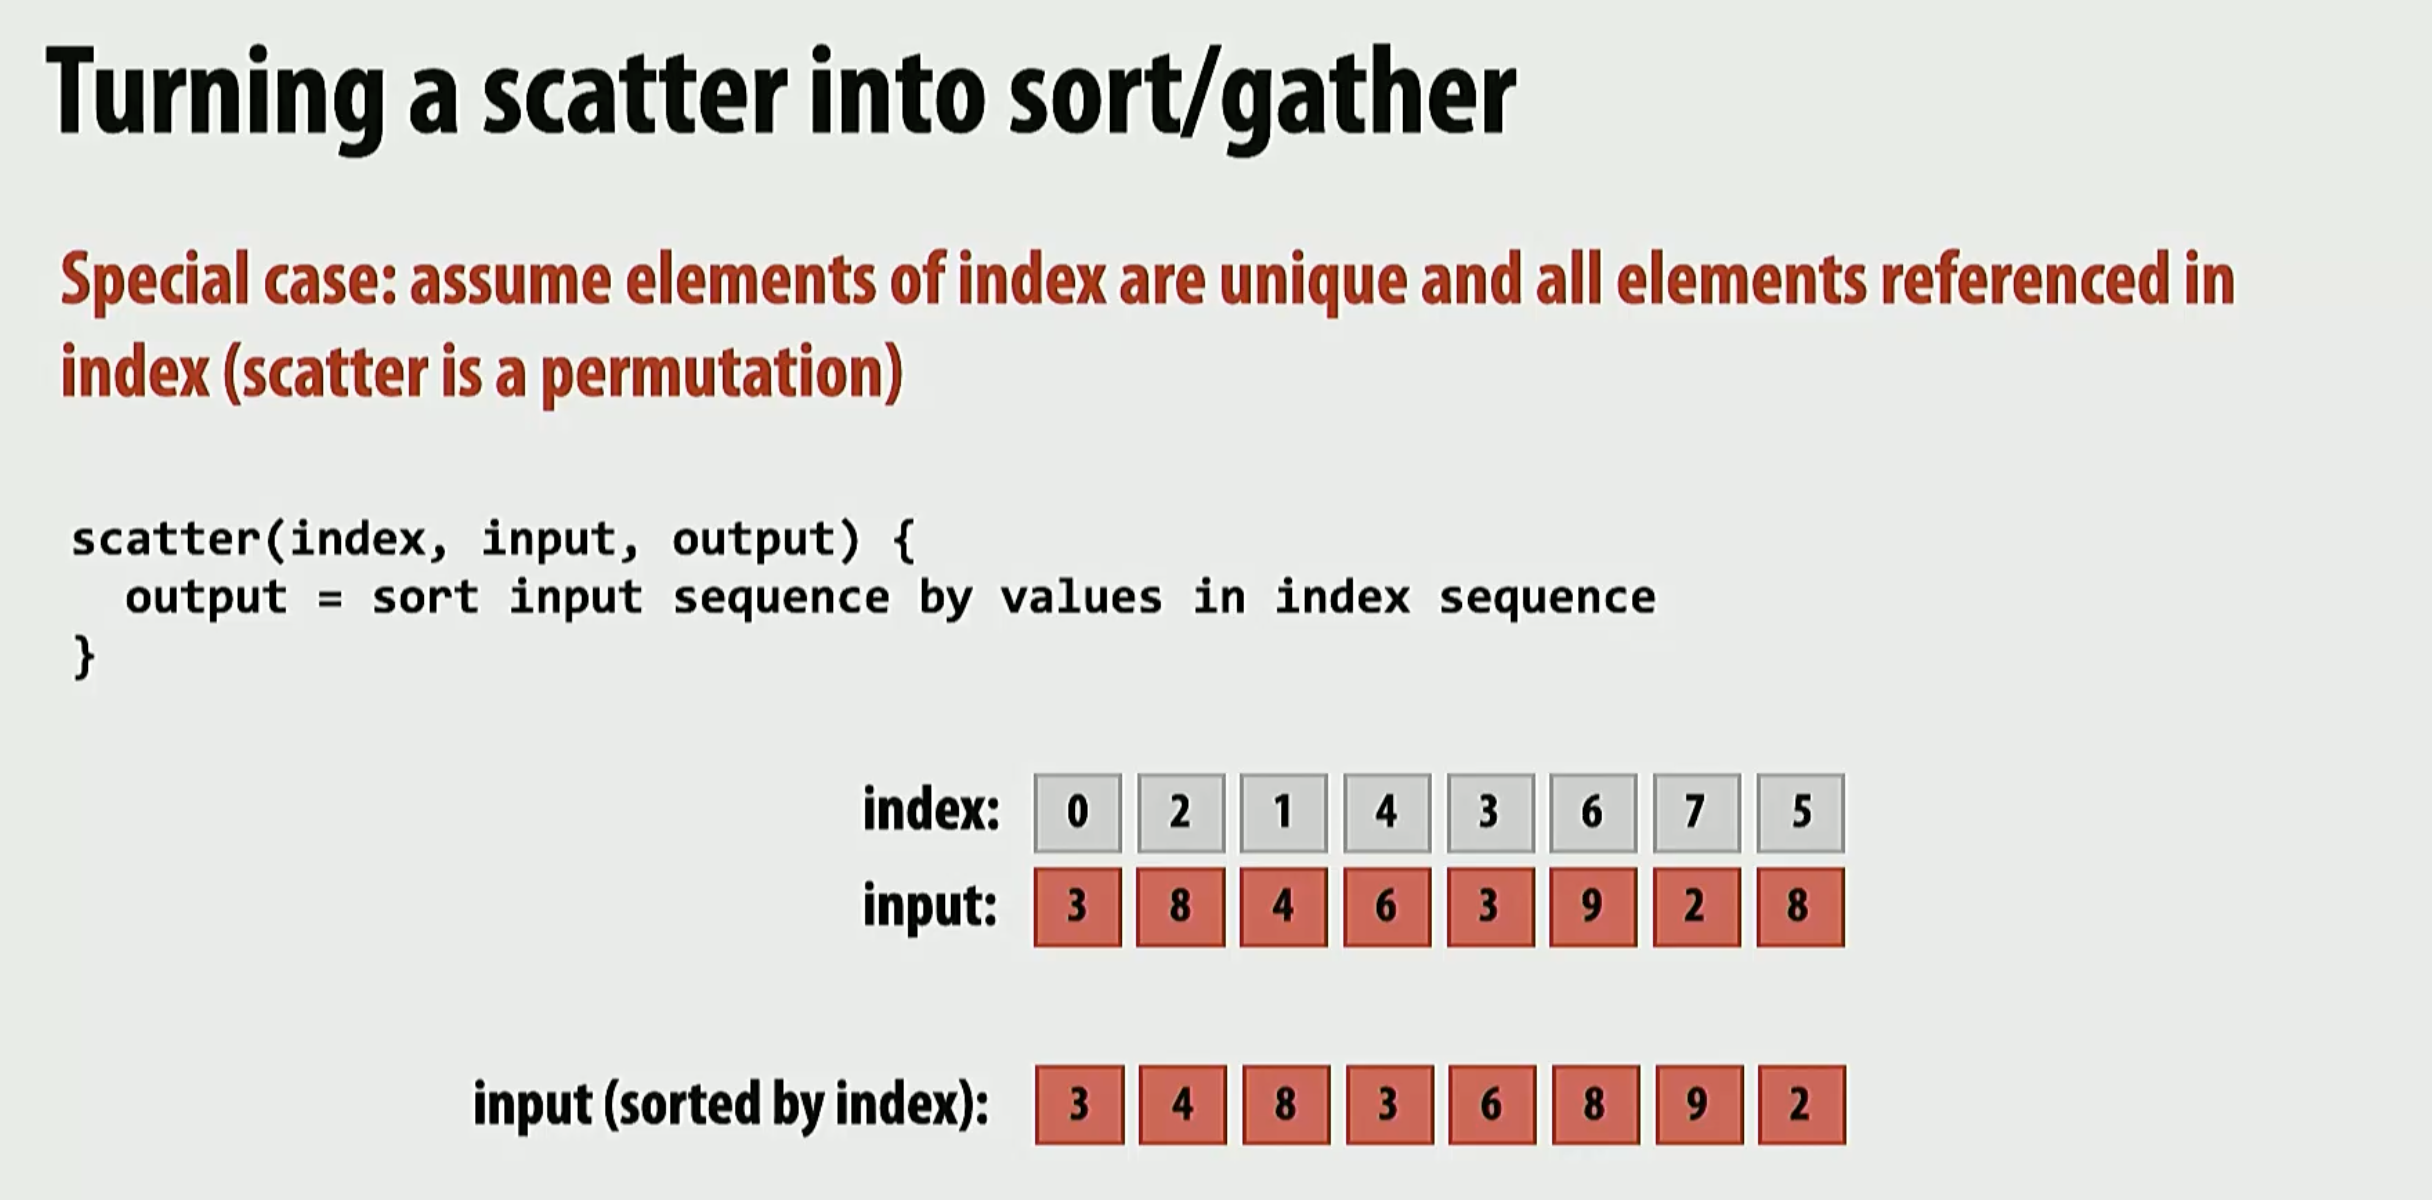 Turning a scatter into sort/gather
Special case: assume elements of index are unique and all elements referenced in
index (scatter is a permutation)
scatter(index, input, output) {
output = sort input sequence by values in index sequence
}
index: 0 2 1 4 3 6 7 5
input: 3 8 4 6 3 9 2 8
input (sorted by index): 3 4 8 3 6 8 9 2